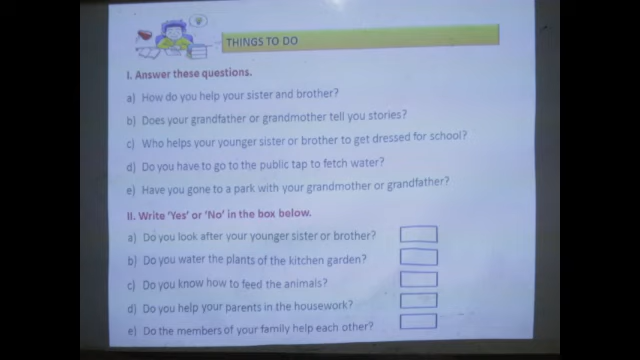 THINGS TO DO
I. Answer these questions.
a) How do you help your sister and brother?
b) Does your grandfather or grandmother tell you stories?
c) Who helps your younger sister or brother to get dressed for school?
d) Do you have to go to the public tap to fetch water?
e) Have you gone to a park with your grandmother or grandfather?
II. Write 'Yes' or 'No' in the box below.
a) Do you look after your younger sister or brother?
b) Do you water the plants of the kitchen garden?
c) Do you know how to feed the animals?
d) Do you help your parents in the housework?
e) Do the members of your family help each other?